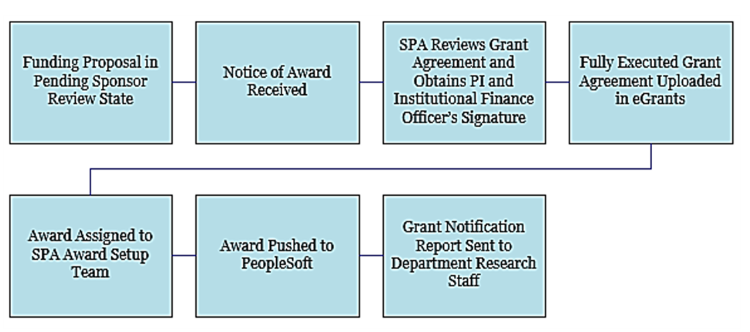 Funding Proposal in
Pending Sponsor
Review State
Notice of Award
Received
SPA Reviews Grant
Agreement and
Obtains PI and
Institutional Finance
Officer's Signature
Fully Executed Grant
Agreement Uploaded
in eGrants
Award Assigned to
SPA Award Setup
Team
Award Pushed to
PeopleSoft
Grant Notification
Report Sent to
Department Research
Staff